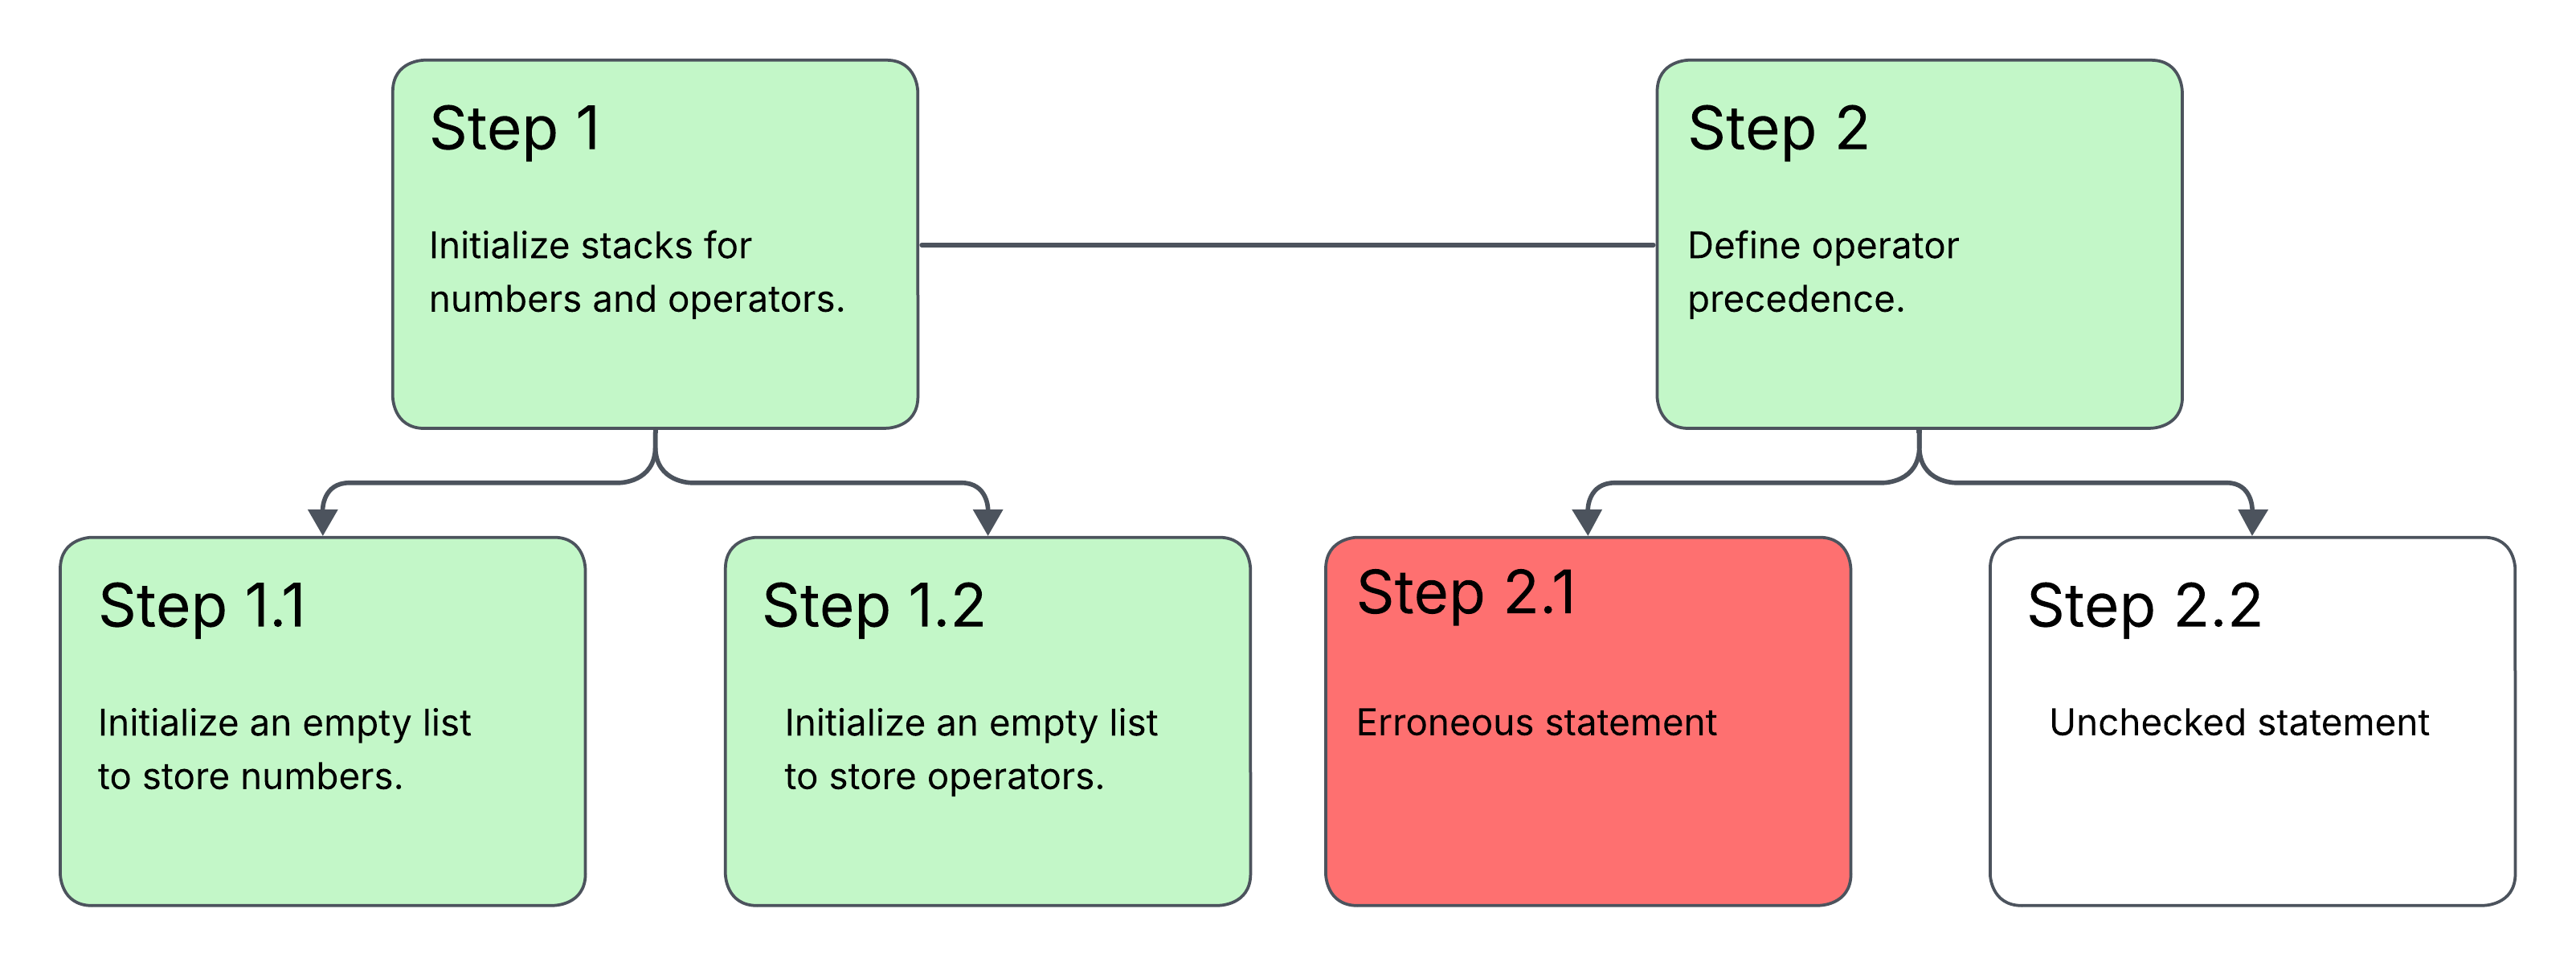 Step 1
Initialize stacks for
numbers and operators.
Step 2
Define operator
precedence.
Step 1.1
Initialize an empty list
to store numbers.
Step 1.2
Initialize an empty list
to store operators.
Step 2.1
Erroneous statement
Step 2.2
Unchecked statement